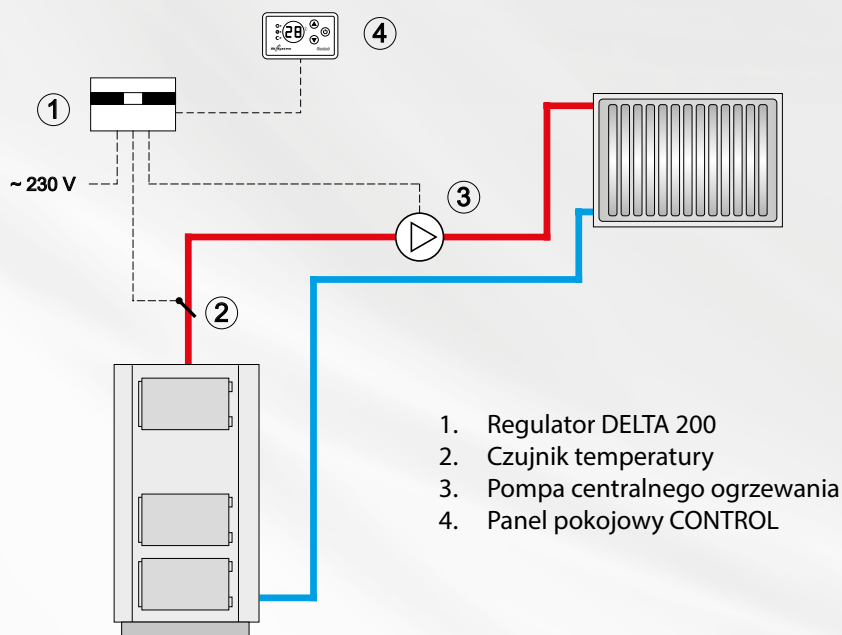 28
4
1
~ 230 V
3
2
1. Regulator DELTA 200
2. Czujnik temperatury
3. Pompa centralnego ogrzewania
4. Panel pokojowy CONTROL